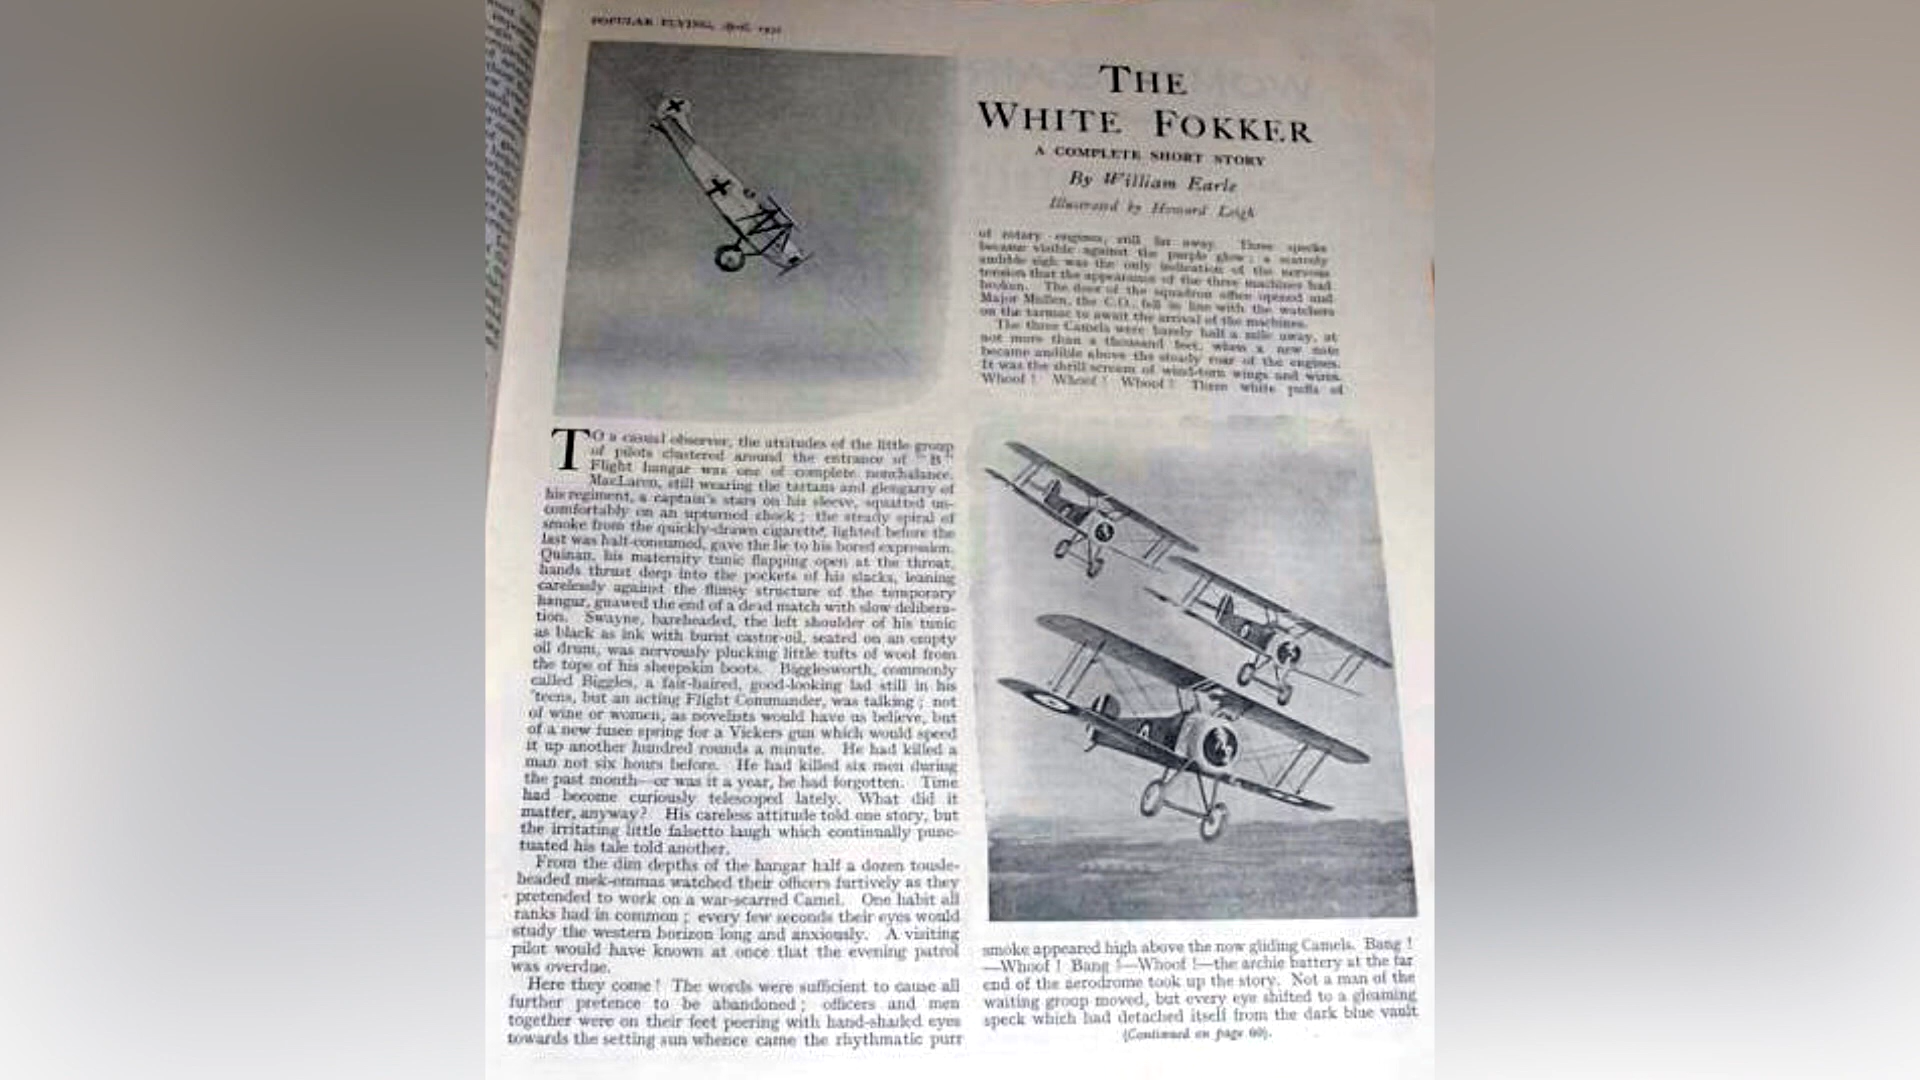 POPULAR FLYING, April, 1932
THE
WHITE FOKKER
A COMPLETE SHORT STORY
By William Earle
Illustrated by Howard Leigh
TO a casual observer, the attitudes of the little group
of pilots clustered around the entrance of "B"
Flight hangar was one of complete nonchalance.
MacLaren, still wearing the tartans and glengarry of
his regiment, a captain's stars on his sleeve, squatted un-
comfortably on an upturned chock; the steady spiral of
smoke from the quickly-drawn cigarette, lighted before the
last was half-consumed, gave the lie to his bored expression.
Quinan, his maternity tunic flapping open at the throat,
hands thrust deep into the pockets of his slacks, leaning
carelessly against the flimsy structure of the temporary
hangar, gnawed the end of a dead match with slow delibera-
tion. Swayne, bareheaded, the left shoulder of his tunic
as black as ink with burnt castor-oil, seated on an empty
oil drum, was nervously plucking little tufts of wool from
the tops of his sheepskin boots. Bigglesworth, commonly
called Biggles, a fair-haired, good-looking lad still in his
'teens, but an acting Flight Commander, was talking; not
of wine or women, as novelists would have us believe, but
of a new fusee spring for a Vickers gun which would speed
it up another hundred rounds a minute. He had killed a
man not six hours before. He had killed six men during
the past month—or was it a year, he had forgotten. Time
had become curiously telescoped lately. What did it
matter, anyway? His careless attitude told one story, but
the irritating little falsetto laugh which continually punc-
tuated his tale told another.
From the dim depths of the hangar half a dozen tousle-
headed mek-emmas watched their officers furtively as they
pretended to work on a war-scarred Camel. One habit all
ranks had in common; every few seconds their eyes would
study the western horizon long and anxiously. A visiting
pilot would have known at once that the evening patrol
was overdue.
Here they come! The words were sufficient to cause all
further pretence to be abandoned; officers and men
together were on their feet peering with hand-shaded eyes
towards the setting sun whence came the rhythmatic purr
of rotary engines, still far away. Three specks
became visible against the purple glow; a scarcely
audible sigh was the only indication of the nervous
tension that the appearance of the three machines had
broken. The door of the squadron office opened and
Major Mullen, the C.O., fell in line with the watchers
on the tarmac to await the arrival of the machines.
The three Camels were barely half a mile away, at
not more than a thousand feet, when a new note
became audible above the steady roar of the engines.
It was the shrill scream of wind-torn wings and wires.
Whoof! Whoof! Whoof! Three white puffs of
smoke appeared high above the now gliding Camels. Bang!
—Whoof! Bang!—Whoof!—the archie battery at the far
end of the aerodrome took up the story. Not a man of the
waiting group moved, but every eye shifted to a gleaming
speck which had detached itself from the dark blue vault
(Continued on page 60).